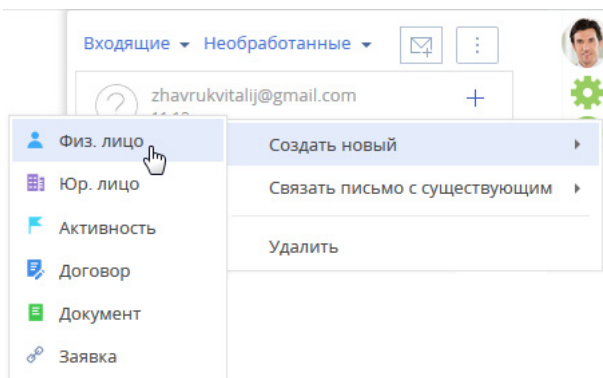 Входящие Необработанные
zhavrukvitalij@gmail.com
Физ. лицо
Юр. лицо
Активность
Договор
Документ
Заявка
Создать новый
Связать письмо с существующим
Удалить